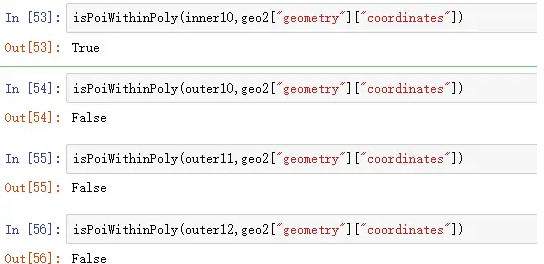 In [53]: isPoiWithinPoly(inner10,geo2["geometry"]["coordinates"])
Out[53]: True
In [54]: isPoiWithinPoly(outer10,geo2["geometry"]["coordinates"])
Out[54]: False
In [55]: isPoiWithinPoly(outer11,geo2["geometry"]["coordinates"])
Out[55]: False
In [56]: isPoiWithinPoly(outer12,geo2["geometry"]["coordinates"])
Out[56]: False